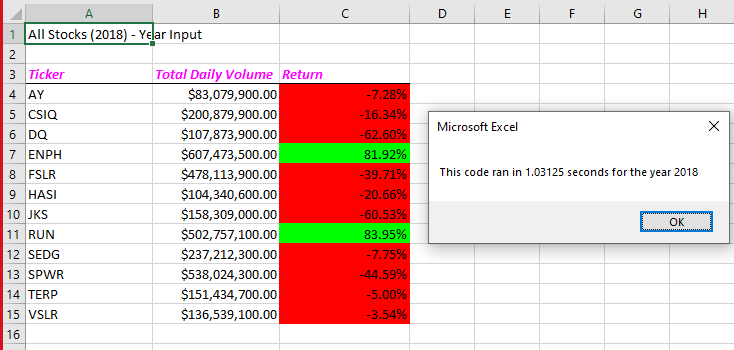 A B C D E F G H
1 All Stocks (2018) - Year Input
2
3 Ticker Total Daily Volume Return
4 AY $83,079,900.00 -7.28%
5 CSIQ $200,879,900.00 -16.34%
6 DQ $107,873,900.00 -62.60%
7 ENPH $607,473,500.00 81.92%
8 FSLR $478,113,900.00 -39.71%
9 HASI $104,340,600.00 -20.66%
10 JKS $158,309,000.00 -60.53%
11 RUN $502,757,100.00 83.95%
12 SEDG $237,212,300.00 -7.75%
13 SPWR $538,024,300.00 -44.59%
14 TERP $151,434,700.00 -5.00%
15 VSLR $136,539,100.00 -3.54%
16
Microsoft Excel
This code ran in 1.03125 seconds for the year 2018
OK